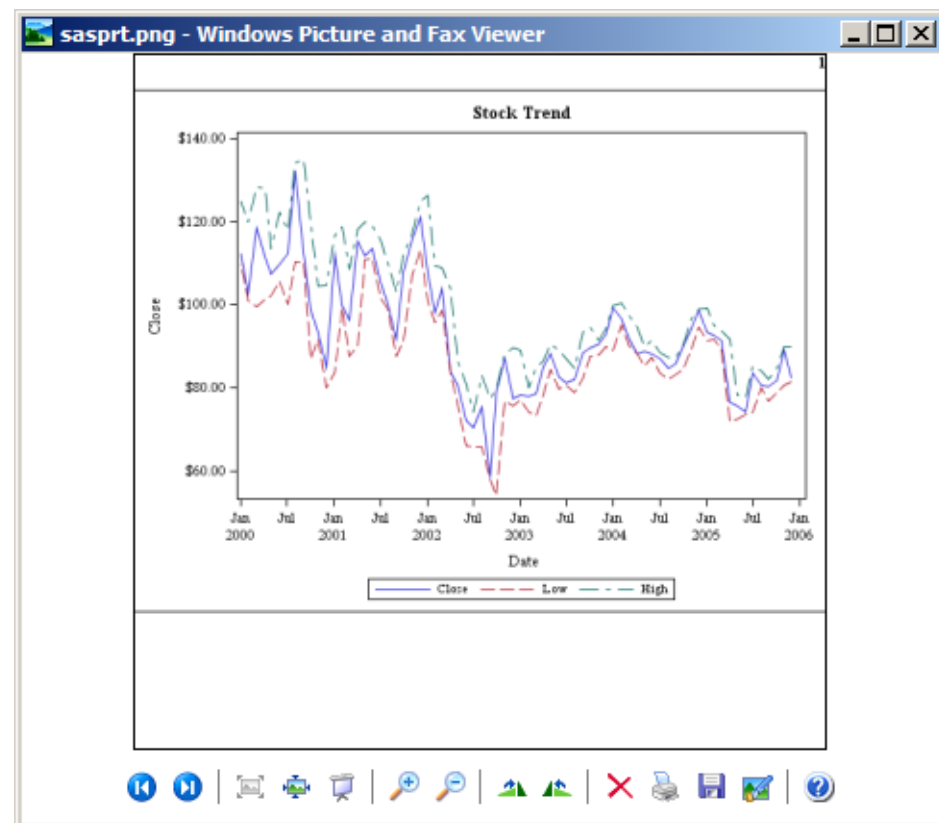 sasprt.png - Windows Picture and Fax Viewer
1
Stock Trend
$140.00
$120.00
$100.00
$80.00
$60.00
Close
Jan Jul Jan Jul Jan Jul Jan Jul Jan Jul Jan Jul Jan
2000 2001 2002 2003 2004 2005 2006
Date
Close Low High